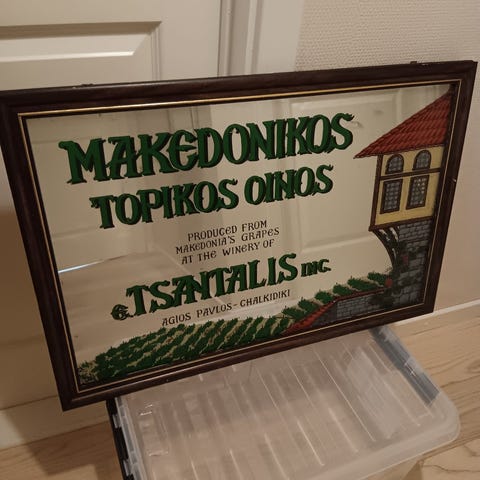 MAKEDONIKOS
TOPIKOS OINOS
PRODUCED FROM
MAKEDONIA'S GRAPES
AT THE WINERY OF
E. TSANTALIS INC.
AGIOS PAVLOS - CHALKIDIKI